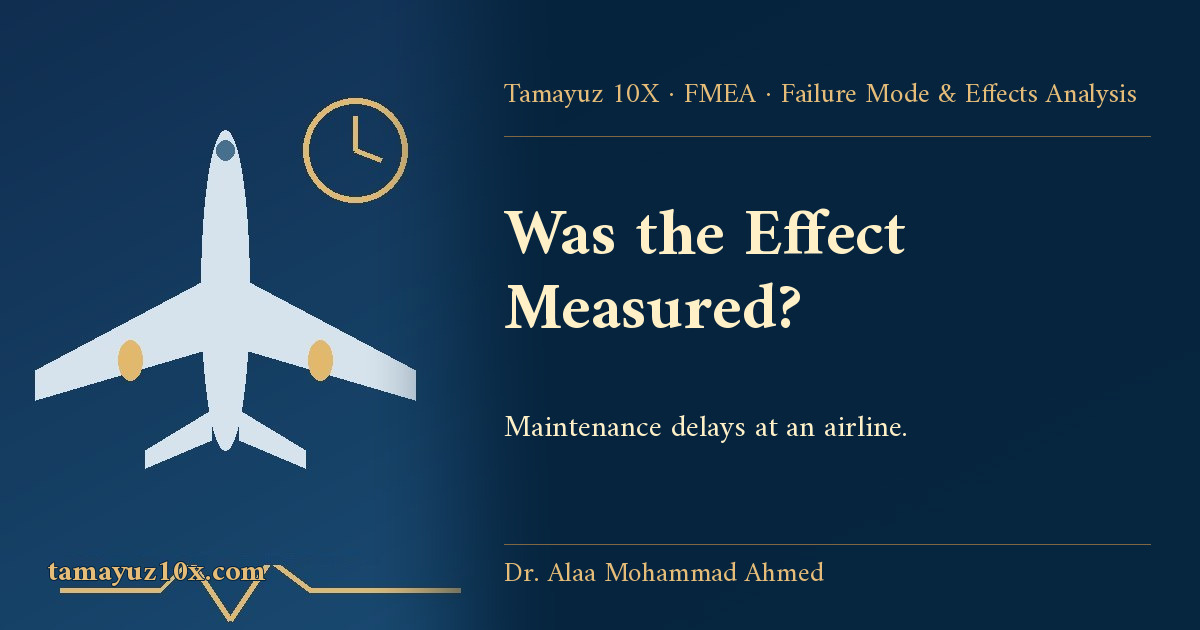 Tamayuz 10X · FMEA · Failure Mode & Effects Analysis
Was the Effect
Measured?
Maintenance delays at an airline.
Dr. Alaa Mohammad Ahmed
tamayuz10x.com